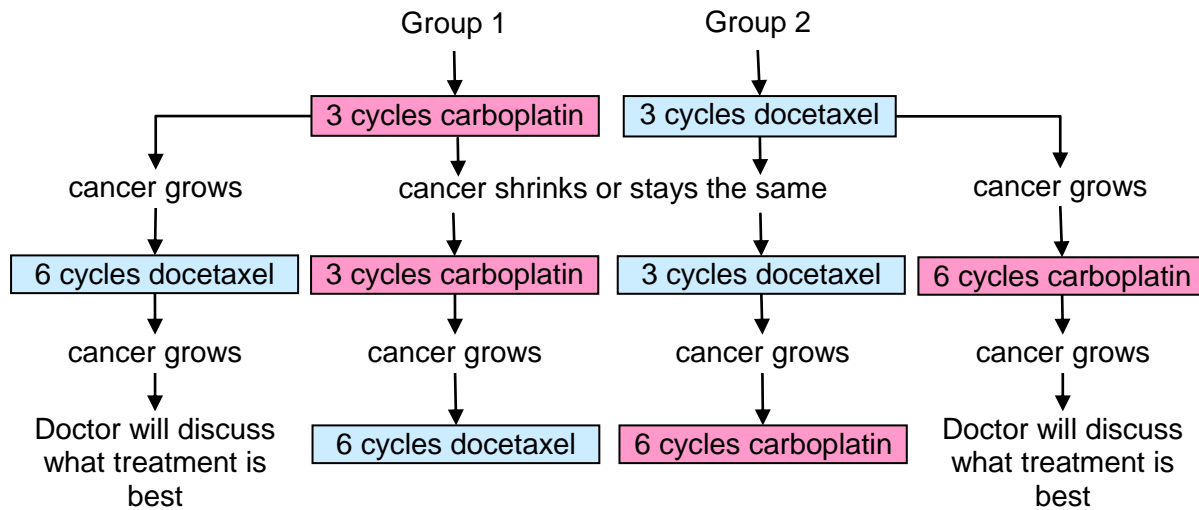 Group 1
Group 2
3 cycles carboplatin
3 cycles docetaxel
cancer grows
cancer shrinks or stays the same
cancer grows
6 cycles docetaxel
3 cycles carboplatin
3 cycles docetaxel
6 cycles carboplatin
cancer grows
cancer grows
cancer grows
cancer grows
Doctor will discuss
what treatment is
best
6 cycles docetaxel
6 cycles carboplatin
Doctor will discuss
what treatment is
best